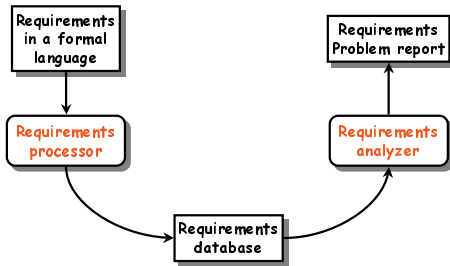 Requirements
in a formal
language
Requirements
Problem report
Requirements
processor
Requirements
analyzer
Requirements
database